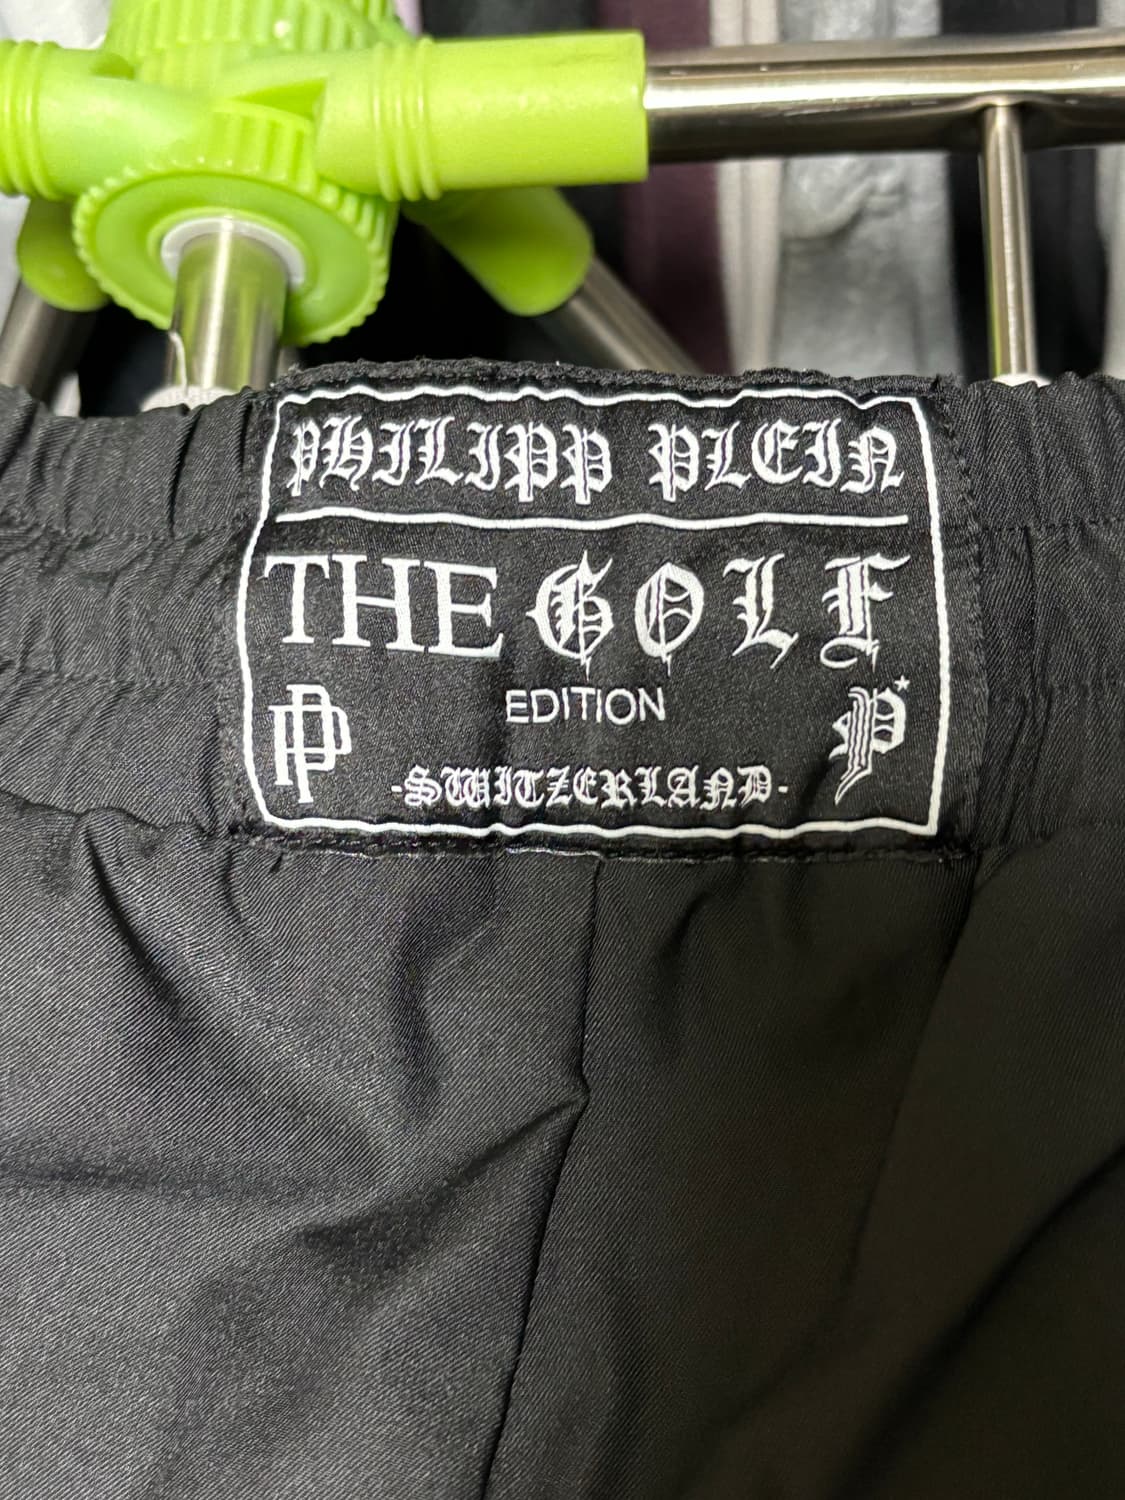 PHILIPP PLEIN
THE GOLF
EDITION
PP P
-SWITZERLAND-